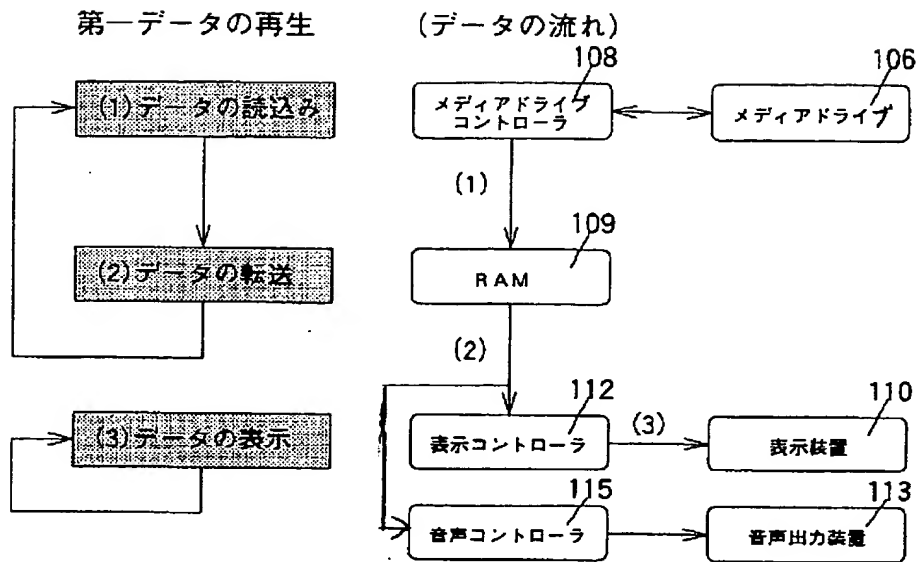 第一データの再生
(データの流れ)
(1)データの読込み
(2)データの転送
(3)データの表示
108
106
メディアドライブ
コントローラ
メディアドライブ
(1)
109
RAM
(2)
112
110
表示コントローラ
(3)
表示装置
115
113
音声コントローラ
音声出力装置